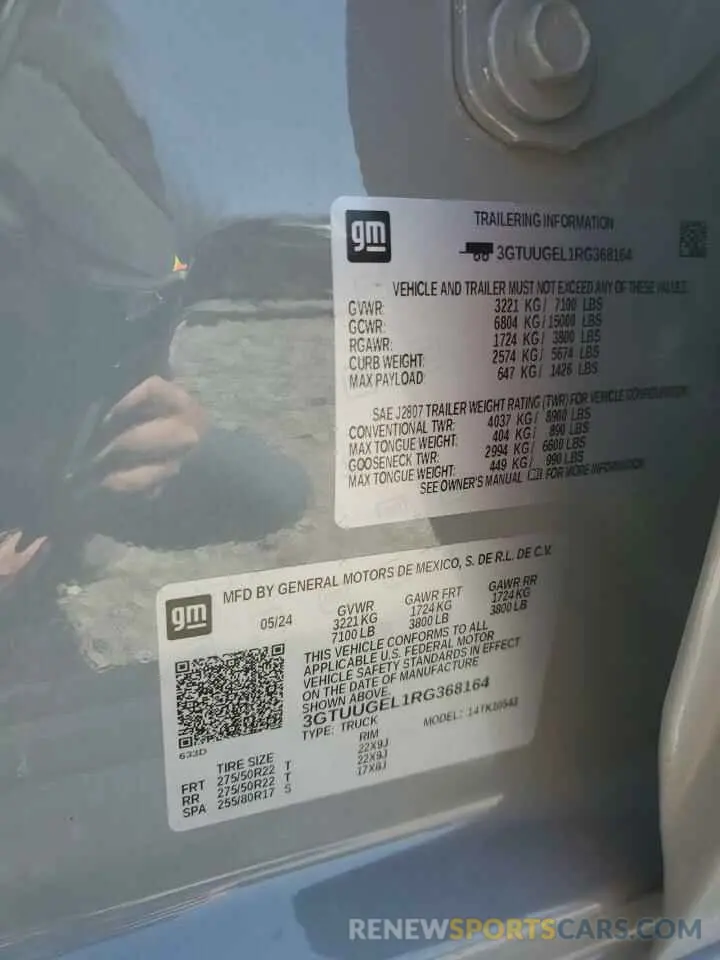 gm
TRAILERING INFORMATION
3GTUUGEL1RG368164
VEHICLE AND TRAILER MUST NOT EXCEED ANY OF THESE VALUES.
GVWR: 3221 KG/ 7100 LBS
GCWR: 6804 KG/ 15000 LBS
RGAWR: 1724 KG/ 3800 LBS
CURB WEIGHT: 2574 KG/ 5674 LBS
MAX PAYLOAD: 647 KG/ 1426 LBS
SAE J2807 TRAILER WEIGHT RATING (TWR) FOR VEHICLE CONFIGURATION:
CONVENTIONAL TWR: 4037 KG/ 8900 LBS
MAX TONGUE WEIGHT: 404 KG/ 890 LBS
GOOSENECK TWR: 2994 KG/ 6600 LBS
MAX TONGUE WEIGHT: 449 KG/ 990 LBS
SEE OWNER'S MANUAL FOR MORE INFORMATION
gm
MFD BY GENERAL MOTORS DE MEXICO, S. DE R.L. DE C.V.
05/24 GVWR GAWR FRT GAWR RR
3221 KG 1724 KG 1724 KG
7100 LB 3800 LB 3800 LB
THIS VEHICLE CONFORMS TO ALL
APPLICABLE U.S. FEDERAL MOTOR
VEHICLE SAFETY STANDARDS IN EFFECT
ON THE DATE OF MANUFACTURE
SHOWN ABOVE.
3GTUUGEL1RG368164
TYPE: TRUCK MODEL: 14TK10543
633D
TIRE SIZE RIM
FRT 275/50R22 T 22X9J
RR 275/50R22 T 22X9J
SPA 255/80R17 S 17X8J
RENEWSPORTSCARS.COM